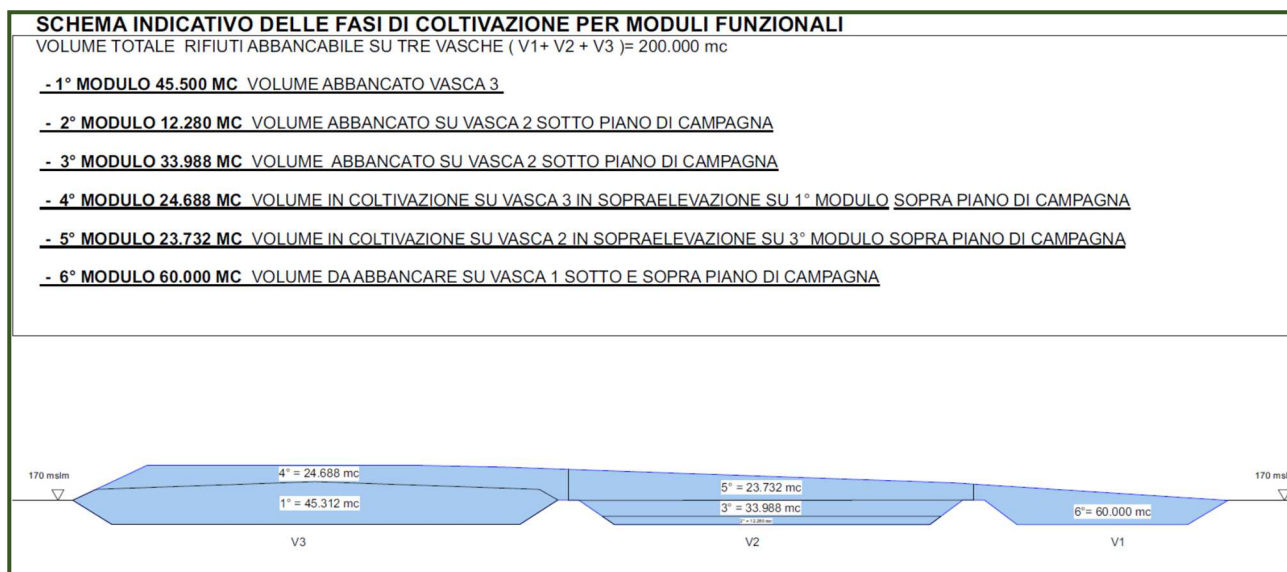 SCHEMA INDICATIVO DELLE FASI DI COLTIVAZIONE PER MODULI FUNZIONALI
VOLUME TOTALE RIFIUTI ABBANCABILE SU TRE VASCHE ( V1+ V2 + V3 )= 200.000 mc
- 1° MODULO 45.500 MC VOLUME ABBANCATO VASCA 3
- 2° MODULO 12.280 MC VOLUME ABBANCATO SU VASCA 2 SOTTO PIANO DI CAMPAGNA
- 3° MODULO 33.988 MC VOLUME ABBANCATO SU VASCA 2 SOTTO PIANO DI CAMPAGNA
- 4° MODULO 24.688 MC VOLUME IN COLTIVAZIONE SU VASCA 3 IN SOPRAELEVAZIONE SU 1° MODULO SOPRA PIANO DI CAMPAGNA
- 5° MODULO 23.732 MC VOLUME IN COLTIVAZIONE SU VASCA 2 IN SOPRAELEVAZIONE SU 3° MODULO SOPRA PIANO DI CAMPAGNA
- 6° MODULO 60.000 MC VOLUME DA ABBANCARE SU VASCA 1 SOTTO E SOPRA PIANO DI CAMPAGNA
170 mslm
4° = 24.688 mc
170 msl
5° = 23.732 mc
1° = 45.312 mc
3° = 33.988 mc
6°= 60.000 mc
2° = 12.280 mc
V3
V2
V1